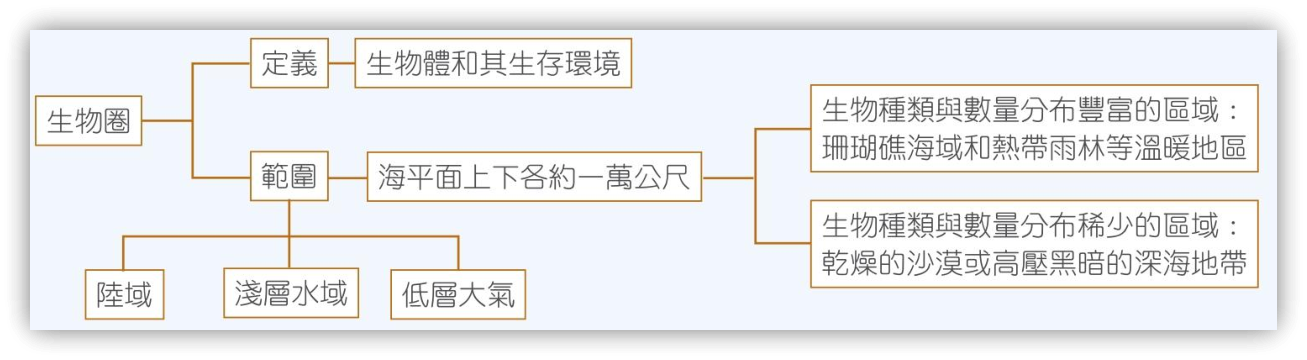 生物圈
定義
生物體和其生存環境
範圍
海平面上下各約一萬公尺
生物種類與數量分布豐富的區域：
珊瑚礁海域和熱帶雨林等溫暖地區
生物種類與數量分布稀少的區域：
乾燥的沙漠或高壓黑暗的深海地帶
陸域
淺層水域
低層大氣